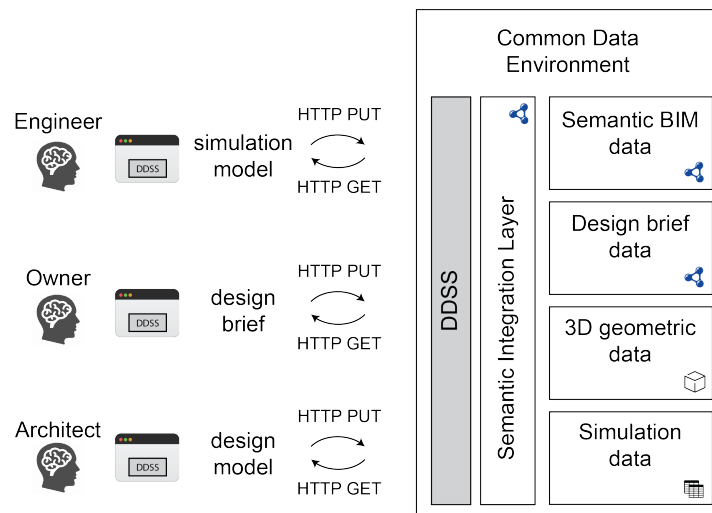 Common Data
Environment
Engineer
DDSS
simulation
model
HTTP PUT
HTTP GET
Owner
DDSS
design
brief
HTTP PUT
HTTP GET
Architect
DDSS
design
model
HTTP PUT
HTTP GET
DDSS
Semantic Integration Layer
Semantic BIM
data
Design brief
data
3D geometric
data
Simulation
data